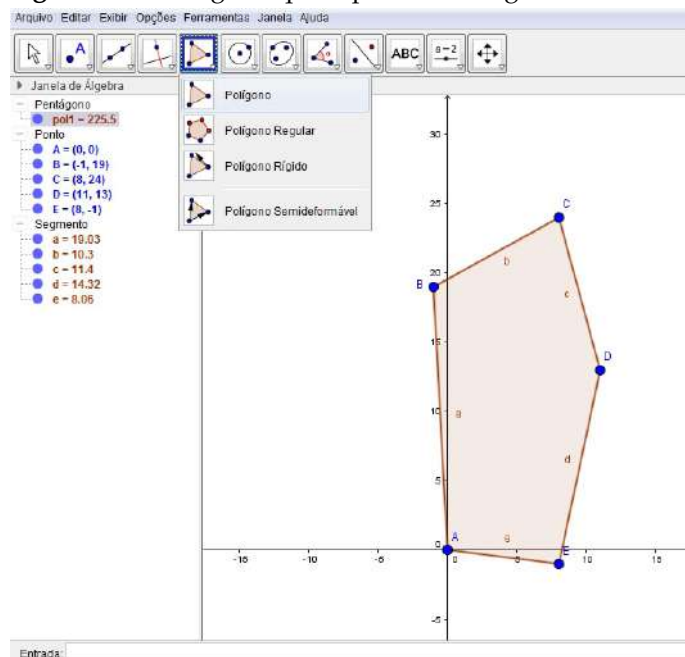 Arquivo Editar Exibir Opções Ferramentas Janela Ajuda
A
ABC
a=2
Janela de Álgebra
Pentágono
pol1 = 225.5
Ponto
A = (0, 0)
B = (-1, 19)
C = (8, 24)
D = (11, 13)
E = (8, -1)
Segmento
a = 19.03
b = 10.3
c = 11.4
d = 14.32
e = 8.06
Polígono
Polígono Regular
Polígono Rígido
Polígono Semideformável
30
25
C
b
20
B
c
15
D
10
a
d
5
A
e
E
0
-15 -10 -5 0 5 10 15
-5
Entrada: